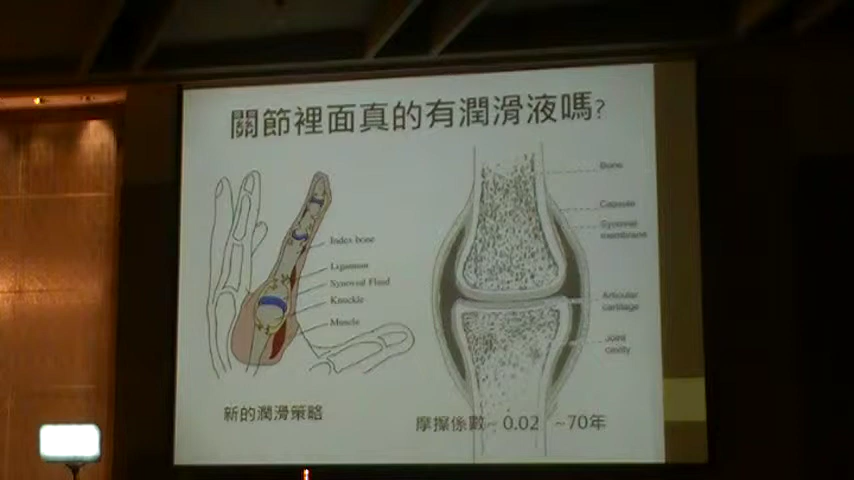 關節裡面真的有潤滑液嗎?
Index bone
Ligament
Synovial Fluid
Knuckle
Muscle
Bone
Capsule
Synovial
membrane
Articular
cartilage
Joint
cavity
新的潤滑策略
摩擦係數~ 0.02 ~70年